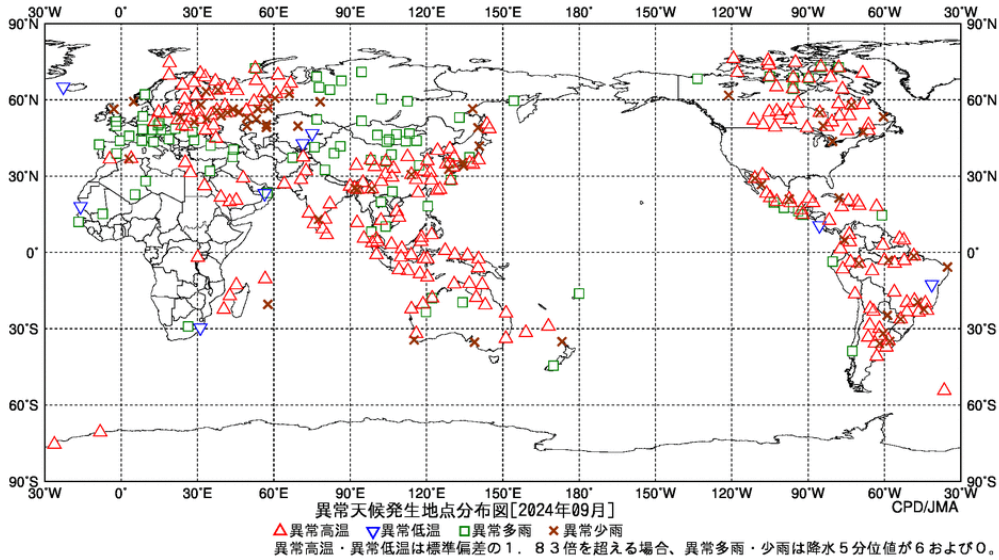 30°W 0° 30°E 60°E 90°E 120°E 150°E 180° 150°W 120°W 90°W 60°W 30°W
90°N 90°N
60°N 60°N
30°N 30°N
0° 0°
30°S 30°S
60°S 60°S
90°S 90°S
30°W 0° 30°E 60°E 90°E 120°E 150°E 180° 150°W 120°W 90°W 60°W 30°W
異常天候発生地点分布図[2024年09月] CPD/JMA
異常高温 異常低温 異常多雨 異常少雨
異常高温・異常低温は標準偏差の1．83倍を超える場合、異常多雨・少雨は降水5分位値が6および0。